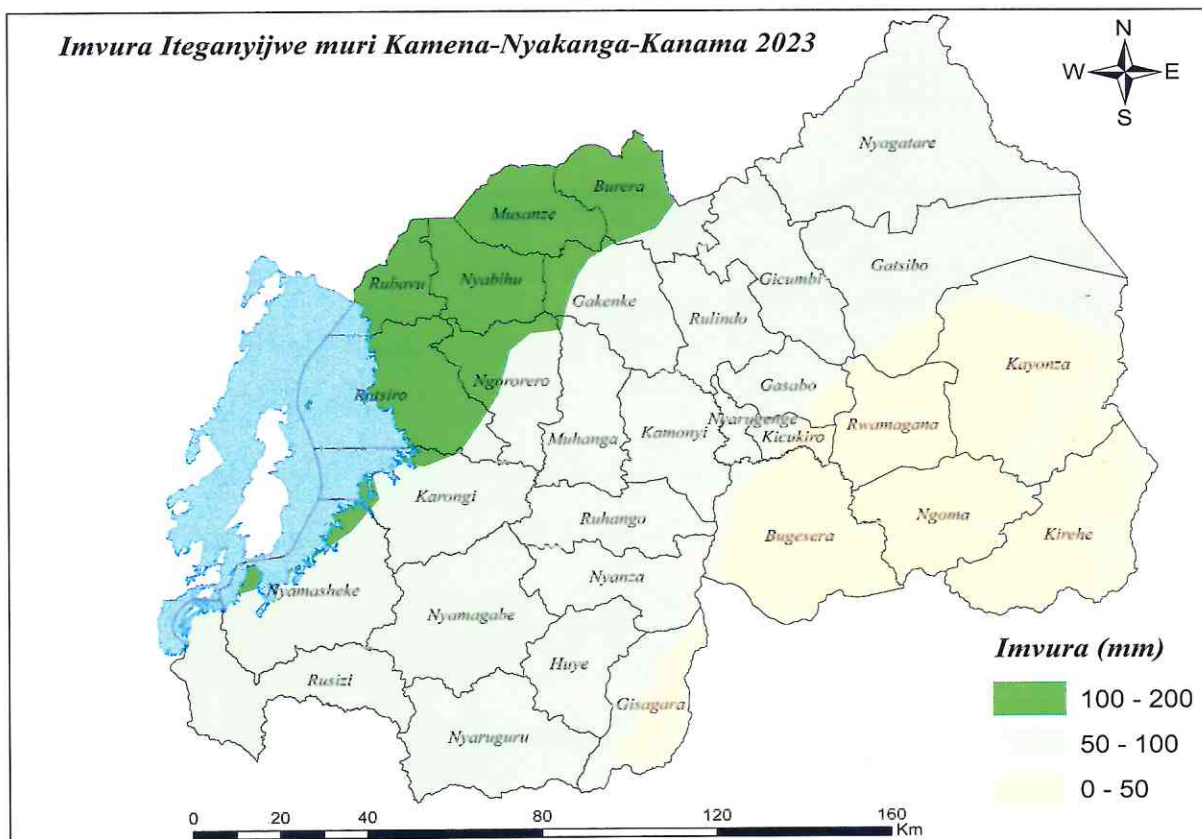 Imvura Iteganyijwe muri Kamena-Nyakanga-Kanama 2023
N
W E
S
Nyagatare
Burera
Musanze
Gatsibo
Gicumbi
Rubavu
Nyabihu
Gakenke
Rulindo
Kayonza
Ngororero
Gasabo
Rutsiro
Nyarugenge
Rwamagana
Muhanga
Kamonyi
Kicukiro
Karongi
Ngoma
Ruhango
Bugesera
Kirehe
Nyanza
Nyamasheke
Nyamagabe
Huye
Rusizi
Gisagara
Nyaruguru
Imvura (mm)
100 - 200
50 - 100
0 - 50
0 20 40 80 120 160
Km